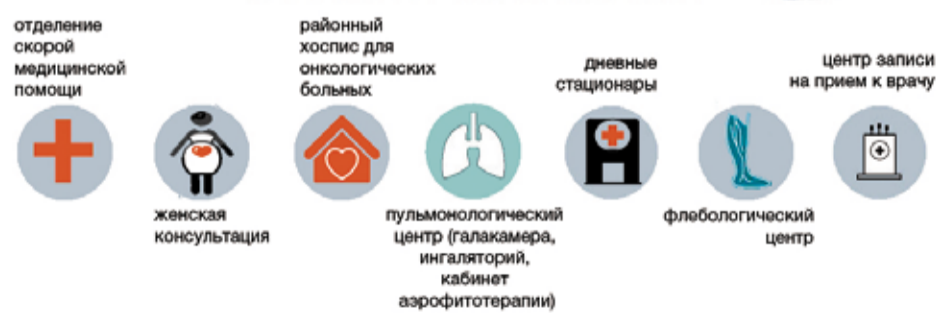 отделение
скорой
медицинской
помощи
женская
консультация
районный
хоспис для
онкологических
больных
пульмонологический
центр (галакамера,
ингаляторий,
кабинет
аэрофитотерапии)
дневные
стационары
флебологический
центр
центр записи
на прием к врачу